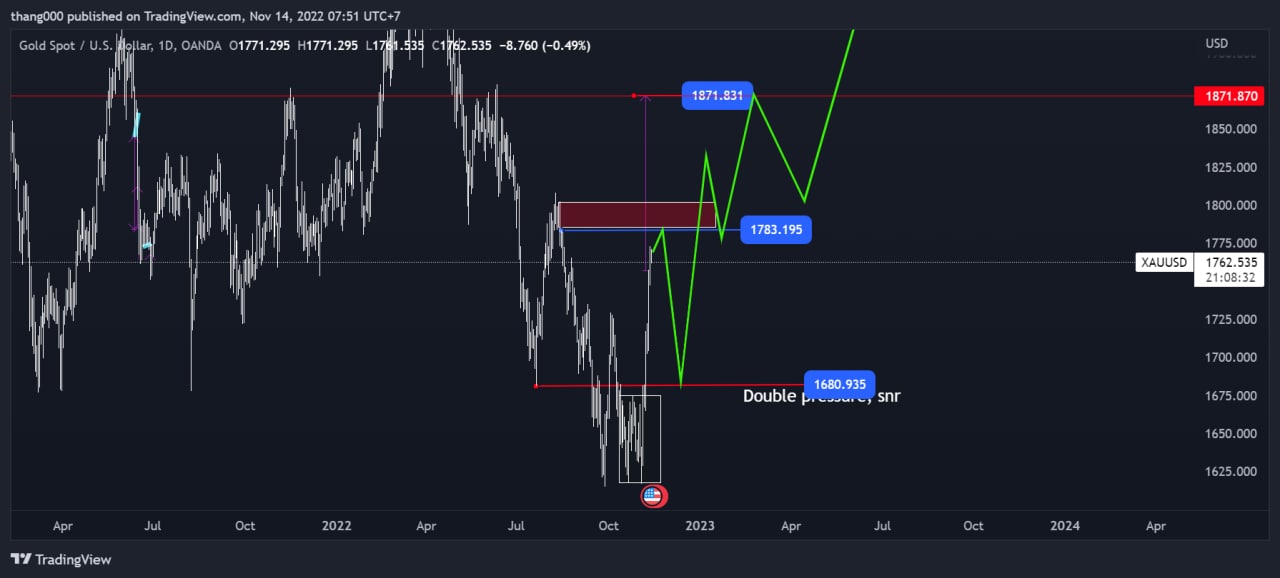 thang000 published on TradingView.com, Nov 14, 2022 07:51 UTC+7
Gold Spot / U.S. Dollar, 1D, OANDA O1771.295 H1771.295 L1761.535 C1762.535 −8.760 (−0.49%)
USD
1871.831
1871.870
1850.000
1825.000
1800.000
1783.195
1775.000
XAUUSD
1762.535
21:08:32
1725.000
1700.000
1680.935
Double pressure, snr
1675.000
1650.000
1625.000
Apr Jul Oct 2022 Apr Jul Oct 2023 Apr Jul Oct 2024 Apr
TradingView